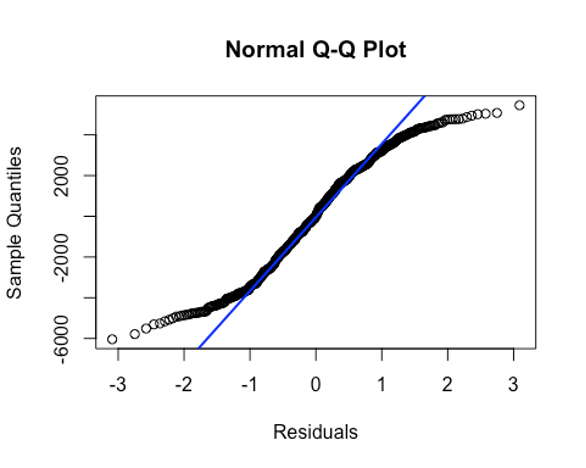 Normal Q-Q Plot
Sample Quantiles
2000
-2000
-6000
-3 -2 -1 0 1 2 3
Residuals